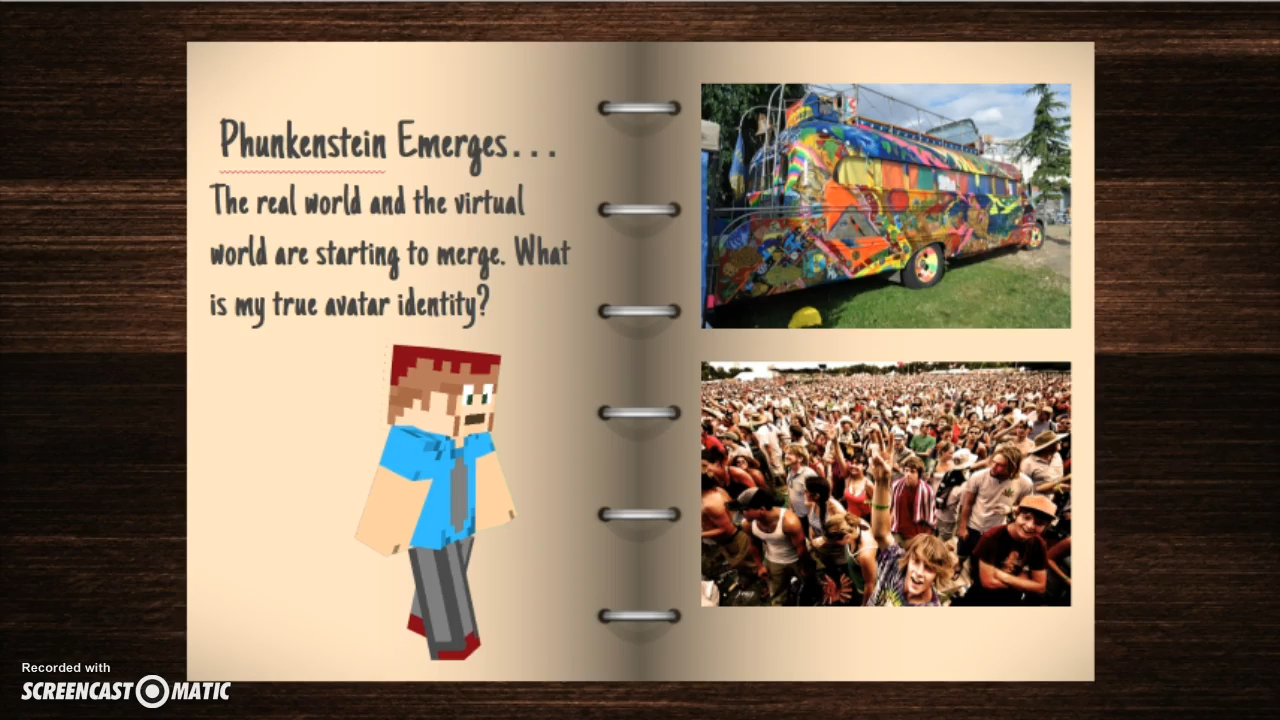 Phunkenstein Emerges...
The real world and the virtual
world are starting to merge. What
is my true avatar identity?
Recorded with
SCREENCAST MATIC